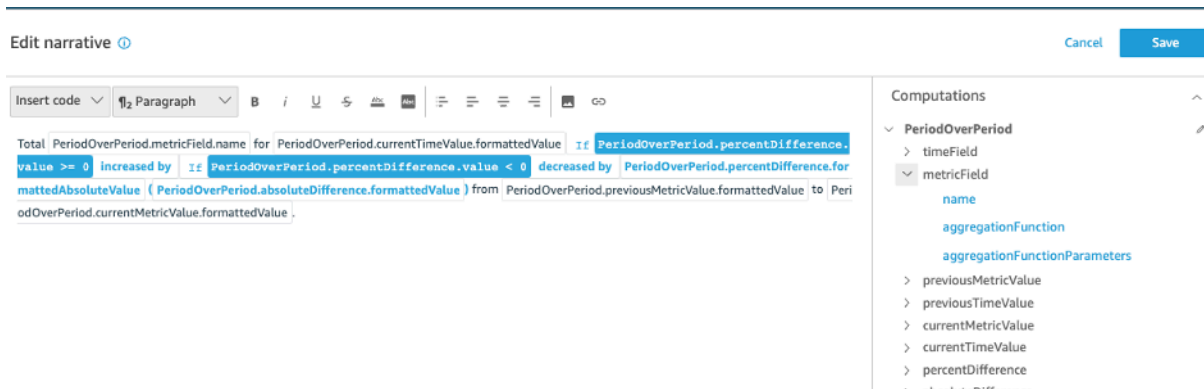 Edit narrative
Cancel
Save
Insert code
¶2 Paragraph
B
i
U
S
Abc
Abc
Total PeriodOverPeriod.metricField.name for PeriodOverPeriod.currentTimeValue.formattedValue If PeriodOverPeriod.percentDifference.
value >= 0 increased by If PeriodOverPeriod.percentDifference.value < 0 decreased by PeriodOverPeriod.percentDifference.for
mattedAbsoluteValue ( PeriodOverPeriod.absoluteDifference.formattedValue ) from PeriodOverPeriod.previousMetricValue.formattedValue to Peri
odOverPeriod.currentMetricValue.formattedValue .
Computations
PeriodOverPeriod
timeField
metricField
name
aggregationFunction
aggregationFunctionParameters
previousMetricValue
previousTimeValue
currentMetricValue
currentTimeValue
percentDifference